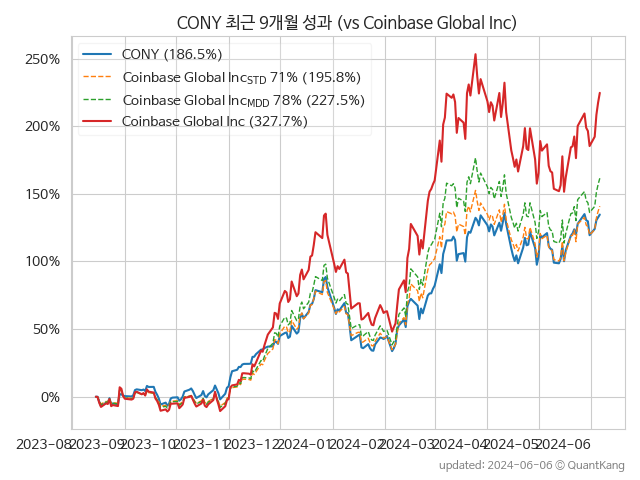 CONY 최근 9개월 성과 (vs Coinbase Global Inc)
CONY (186.5%)
Coinbase Global IncSTD 71% (195.8%)
Coinbase Global IncMDD 78% (227.5%)
Coinbase Global Inc (327.7%)
250%
200%
150%
100%
50%
0%
2023-08 2023-09 2023-10 2023-11 2023-12 2024-01 2024-02 2024-03 2024-04 2024-05 2024-06
updated: 2024-06-06 © QuantKang